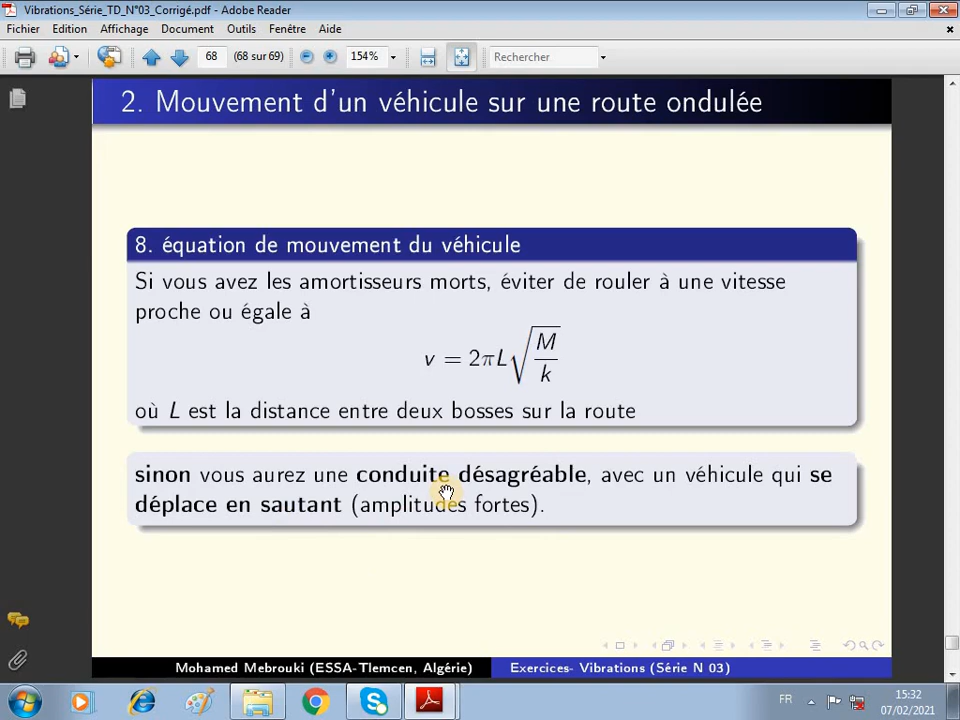 Vibrations_Série_TD_N°03_Corrigé.pdf - Adobe Reader
Fichier Edition Affichage Document Outils Fenêtre Aide
68 (68 sur 69) 154% Rechercher
2. Mouvement d'un véhicule sur une route ondulée
8. équation de mouvement du véhicule
Si vous avez les amortisseurs morts, éviter de rouler à une vitesse
proche ou égale à
v = 2πL√(M/k)
où L est la distance entre deux bosses sur la route
sinon vous aurez une conduite désagréable, avec un véhicule qui se
déplace en sautant (amplitudes fortes).
Mohamed Mebrouki (ESSA-Tlemcen, Algérie) Exercices- Vibrations (Série N 03)
FR 15:32
07/02/2021